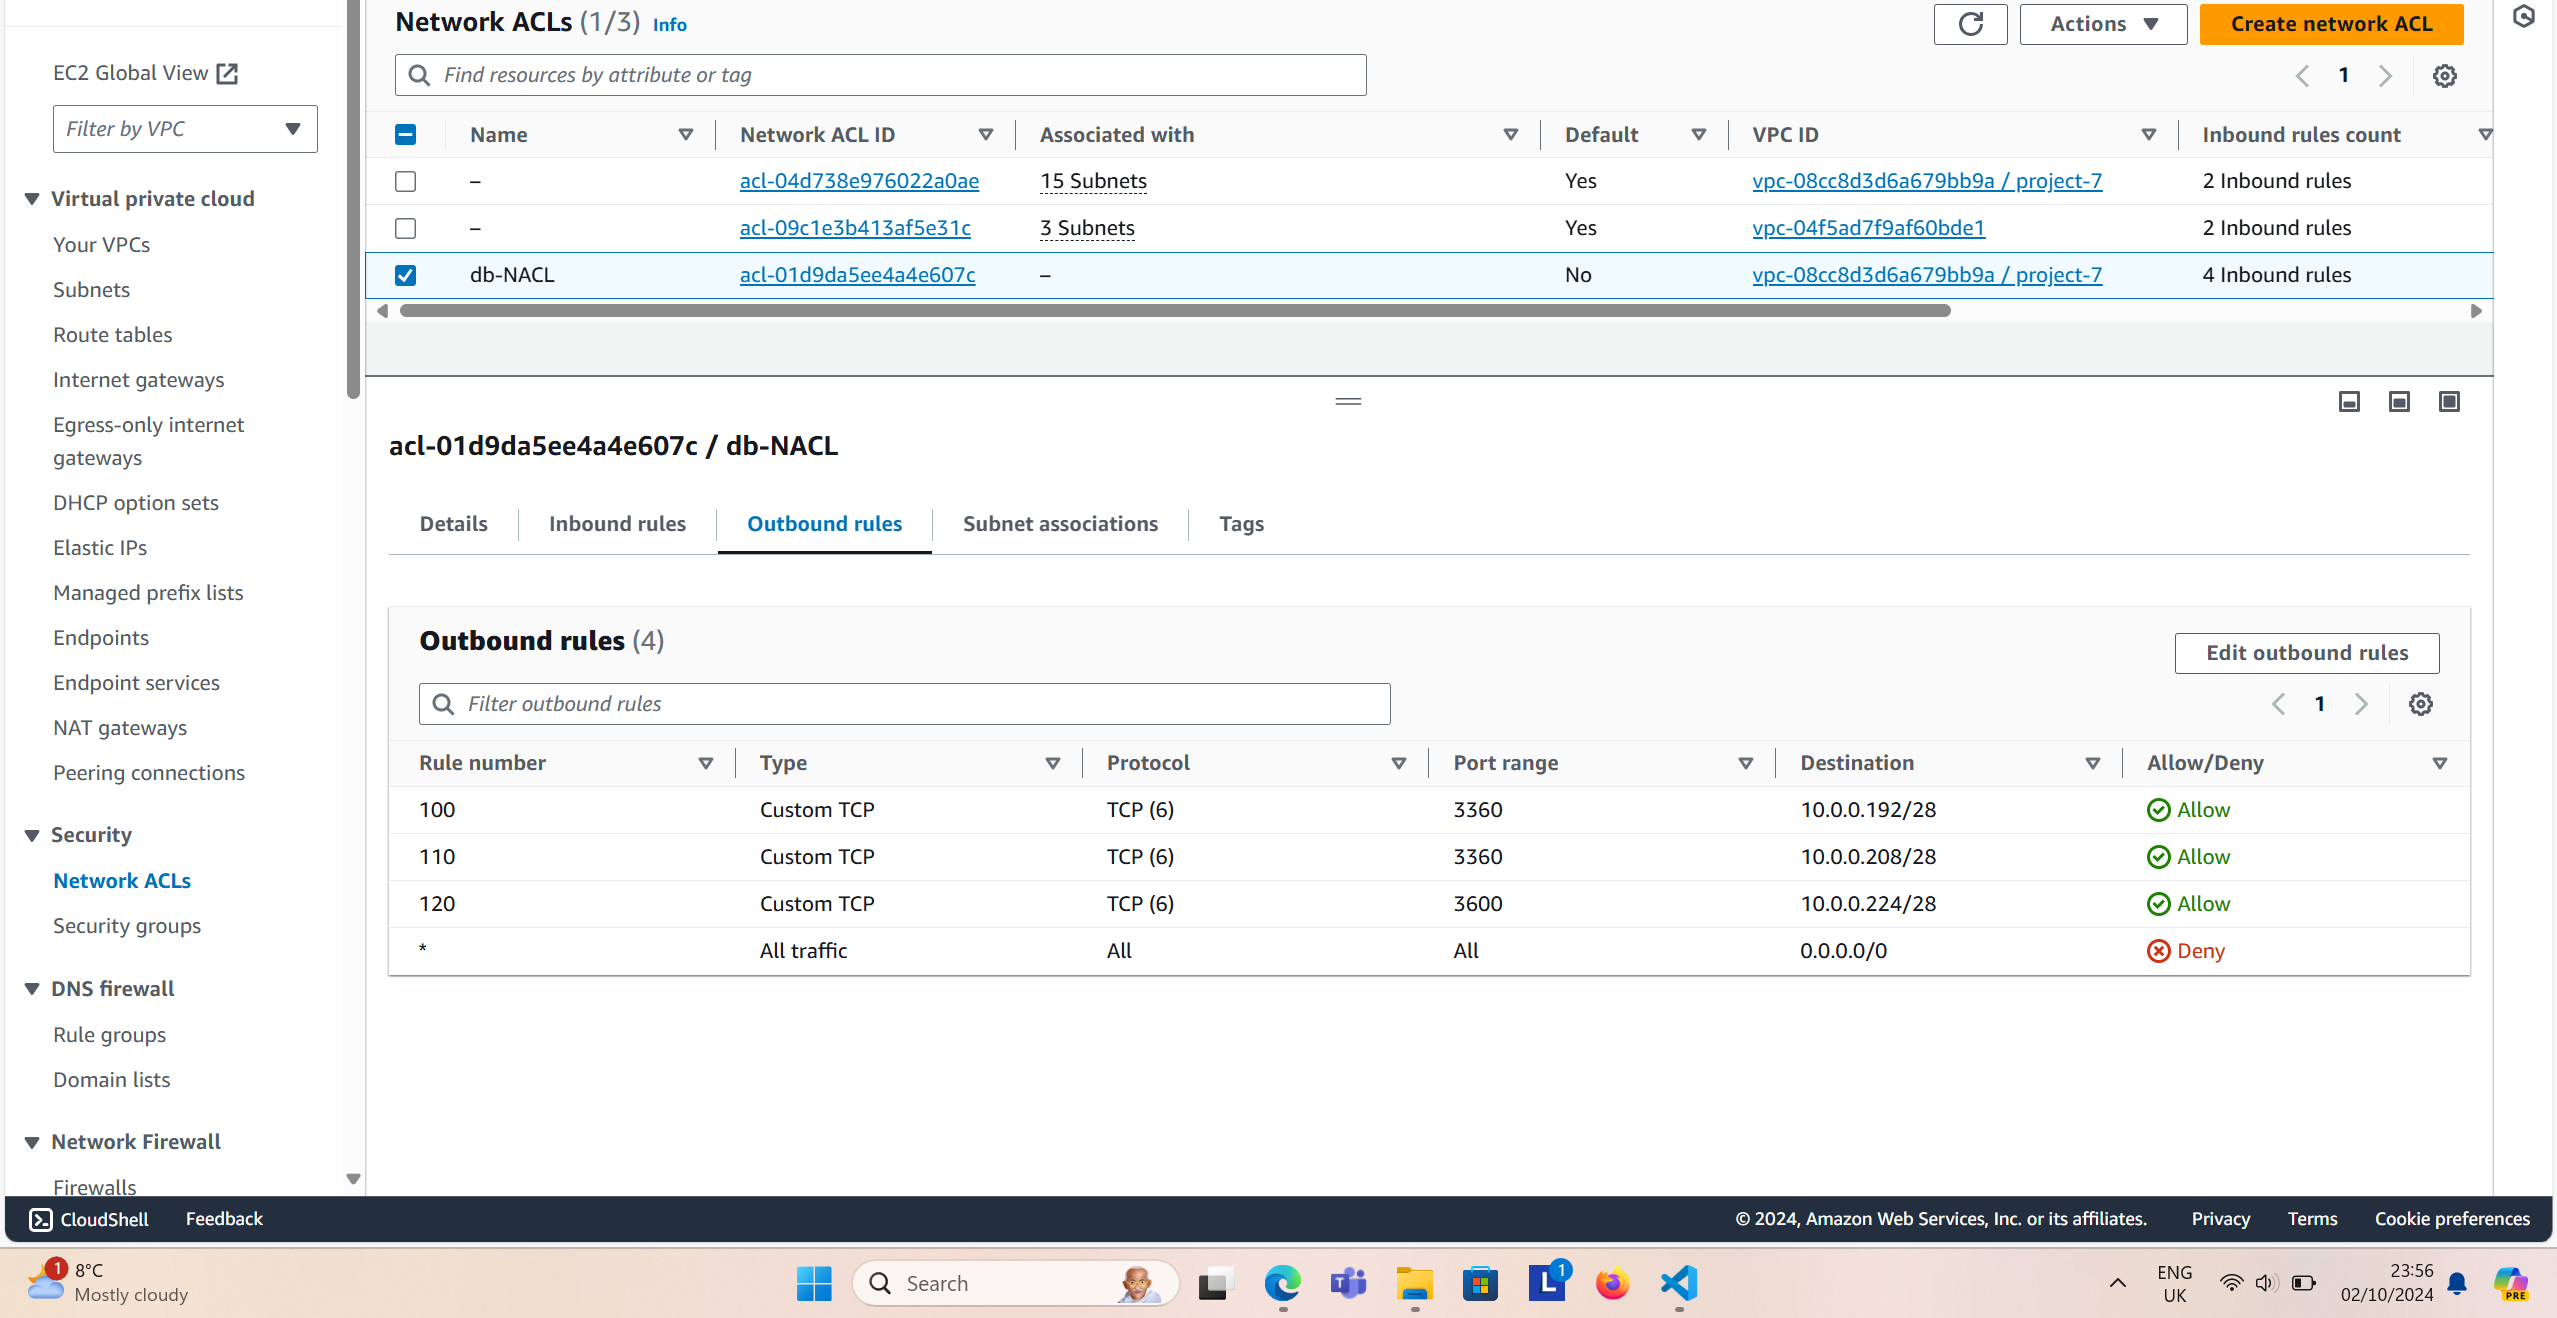 Network ACLs (1/3) Info
Actions
Create network ACL
Find resources by attribute or tag
1
Name Network ACL ID Associated with Default VPC ID Inbound rules count
– acl-04d738e976022a0ae 15 Subnets Yes vpc-08cc8d3d6a679bb9a / project-7 2 Inbound rules
– acl-09c1e3b413af5e31c 3 Subnets Yes vpc-04f5ad7f9af60bde1 2 Inbound rules
db-NACL acl-01d9da5ee4a4e607c – No vpc-08cc8d3d6a679bb9a / project-7 4 Inbound rules
EC2 Global View
Filter by VPC
Virtual private cloud
Your VPCs
Subnets
Route tables
Internet gateways
Egress-only internet
gateways
DHCP option sets
Elastic IPs
Managed prefix lists
Endpoints
Endpoint services
NAT gateways
Peering connections
Security
Network ACLs
Security groups
DNS firewall
Rule groups
Domain lists
Network Firewall
Firewalls
acl-01d9da5ee4a4e607c / db-NACL
Details Inbound rules Outbound rules Subnet associations Tags
Outbound rules (4)
Edit outbound rules
Filter outbound rules
1
Rule number Type Protocol Port range Destination Allow/Deny
100 Custom TCP TCP (6) 3360 10.0.0.192/28 Allow
110 Custom TCP TCP (6) 3360 10.0.0.208/28 Allow
120 Custom TCP TCP (6) 3600 10.0.0.224/28 Allow
* All traffic All All 0.0.0.0/0 Deny
CloudShell Feedback © 2024, Amazon Web Services, Inc. or its affiliates. Privacy Terms Cookie preferences
1
8°C
Mostly cloudy
Search
T
L
1
ENG
UK
23:56
02/10/2024
PRE